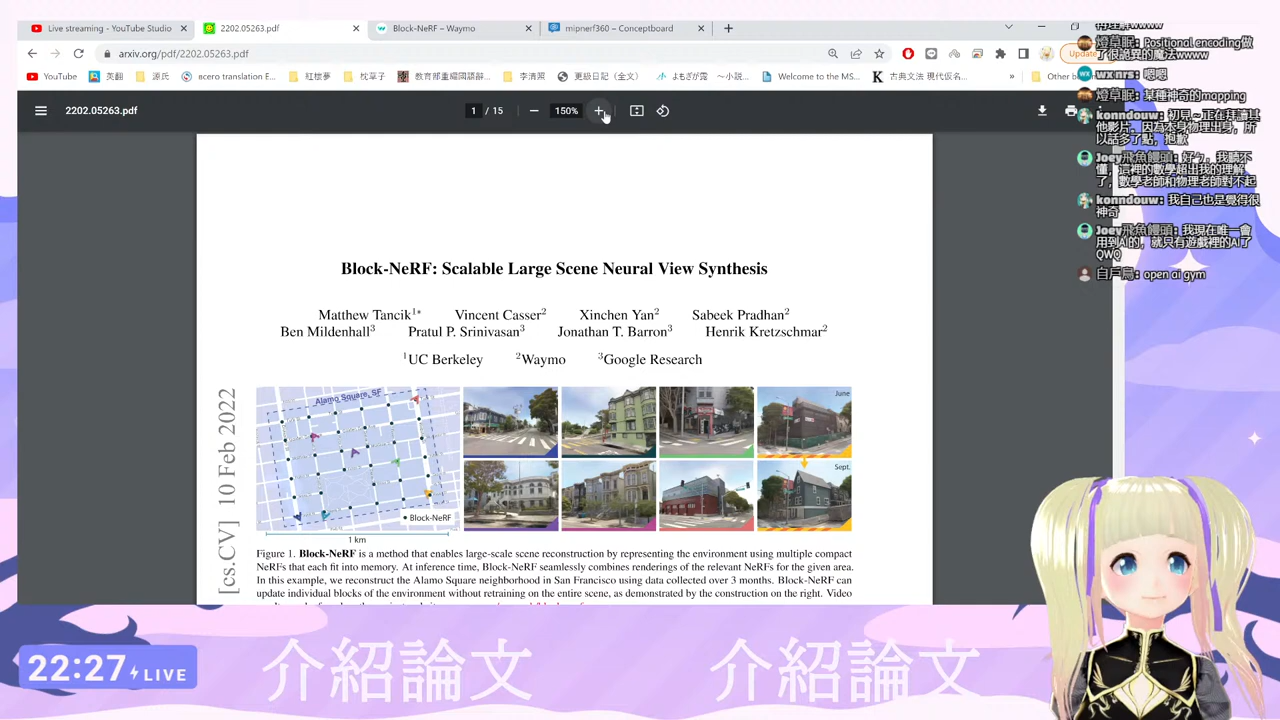 Live streaming - YouTube Studio
2202.05263.pdf
Block-NeRF – Waymo
mipnerf360 – Conceptboard
arxiv.org/pdf/2202.05263.pdf
Update
YouTube
英翻
源氏
всего translation E...
紅樓夢
枕草子
教育部重編國語辭...
李清照
更級日記(全文)
よもぎが露
~小説...
Welcome to the MS...
古典文法 現代仮名...
»
Other bo
2202.05263.pdf
1 / 15
150%
Block-NeRF: Scalable Large Scene Neural View Synthesis
Matthew Tancik1* Vincent Casser2 Xinchen Yan2 Sabeek Pradhan2
Ben Mildenhall3 Pratul P. Srinivasan3 Jonathan T. Barron3 Henrik Kretzschmar2
1UC Berkeley 2Waymo 3Google Research
[cs.CV] 10 Feb 2022
Alamo Square, SF
• Block-NeRF
1 km
June
Sept.
Figure 1. Block-NeRF is a method that enables large-scale scene reconstruction by representing the environment using multiple compact
NeRFs that each fit into memory. At inference time, Block-NeRF seamlessly combines renderings of the relevant NeRFs for the given area.
In this example, we reconstruct the Alamo Square neighborhood in San Francisco using data collected over 3 months. Block-NeRF can
update individual blocks of the environment without retraining on the entire scene, as demonstrated by the construction on the right. Video
燈草眠: Positional encoding做
了很詭異的魔法wwww
wx nrs: 嗯嗯
燈草眠: 某種神奇的mapping
konndouw: 初見~正在拜讀其
他影片。因為本身物理出身,所
以話多了點,抱歉
Joey飛魚饅頭: 好ㄅ,我聽不
懂,這裡的數學超出我的理解
了,數學老師和物理老師對不起
konndouw: 我自己也是覺得很
神奇
Joey飛魚饅頭: 我現在唯一會
用到AI的,就只有遊戲裡的AI了
QWQ
白戶鳥: open ai gym
22:27 LIVE
介紹論文
介紹論文